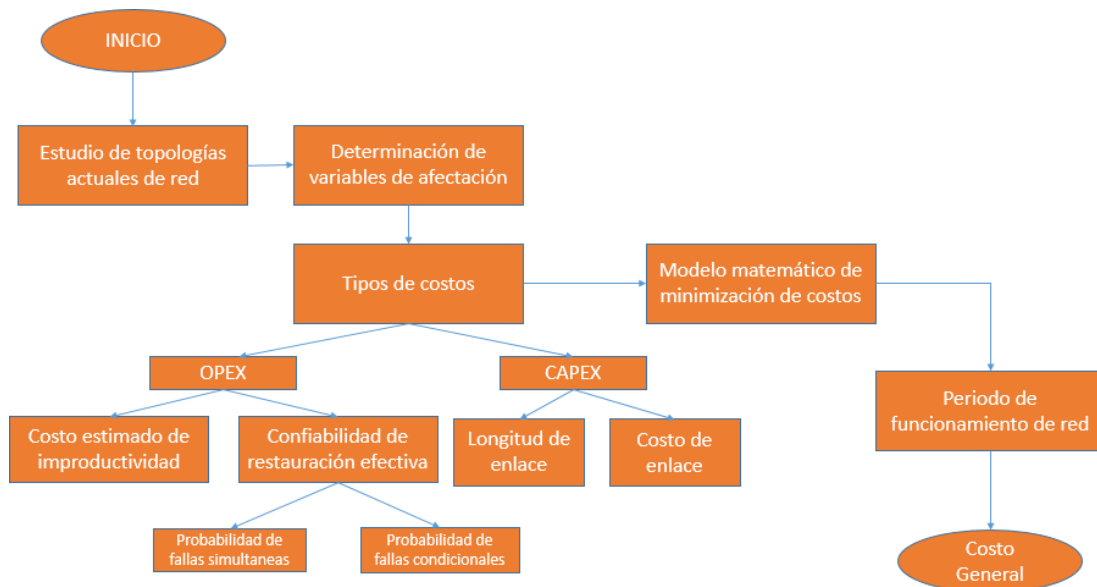 INICIO
Estudio de topologías
actuales de red
Determinación de
variables de afectación
Tipos de costos
Modelo matemático de
minimización de costos
OPEX
CAPEX
Periodo de
funcionamiento de red
Costo estimado de
improductividad
Confiabilidad de
restauración efectiva
Longitud de
enlace
Costo de
enlace
Probabilidad de
fallas simultaneas
Probabilidad de
fallas condicionales
Costo
General